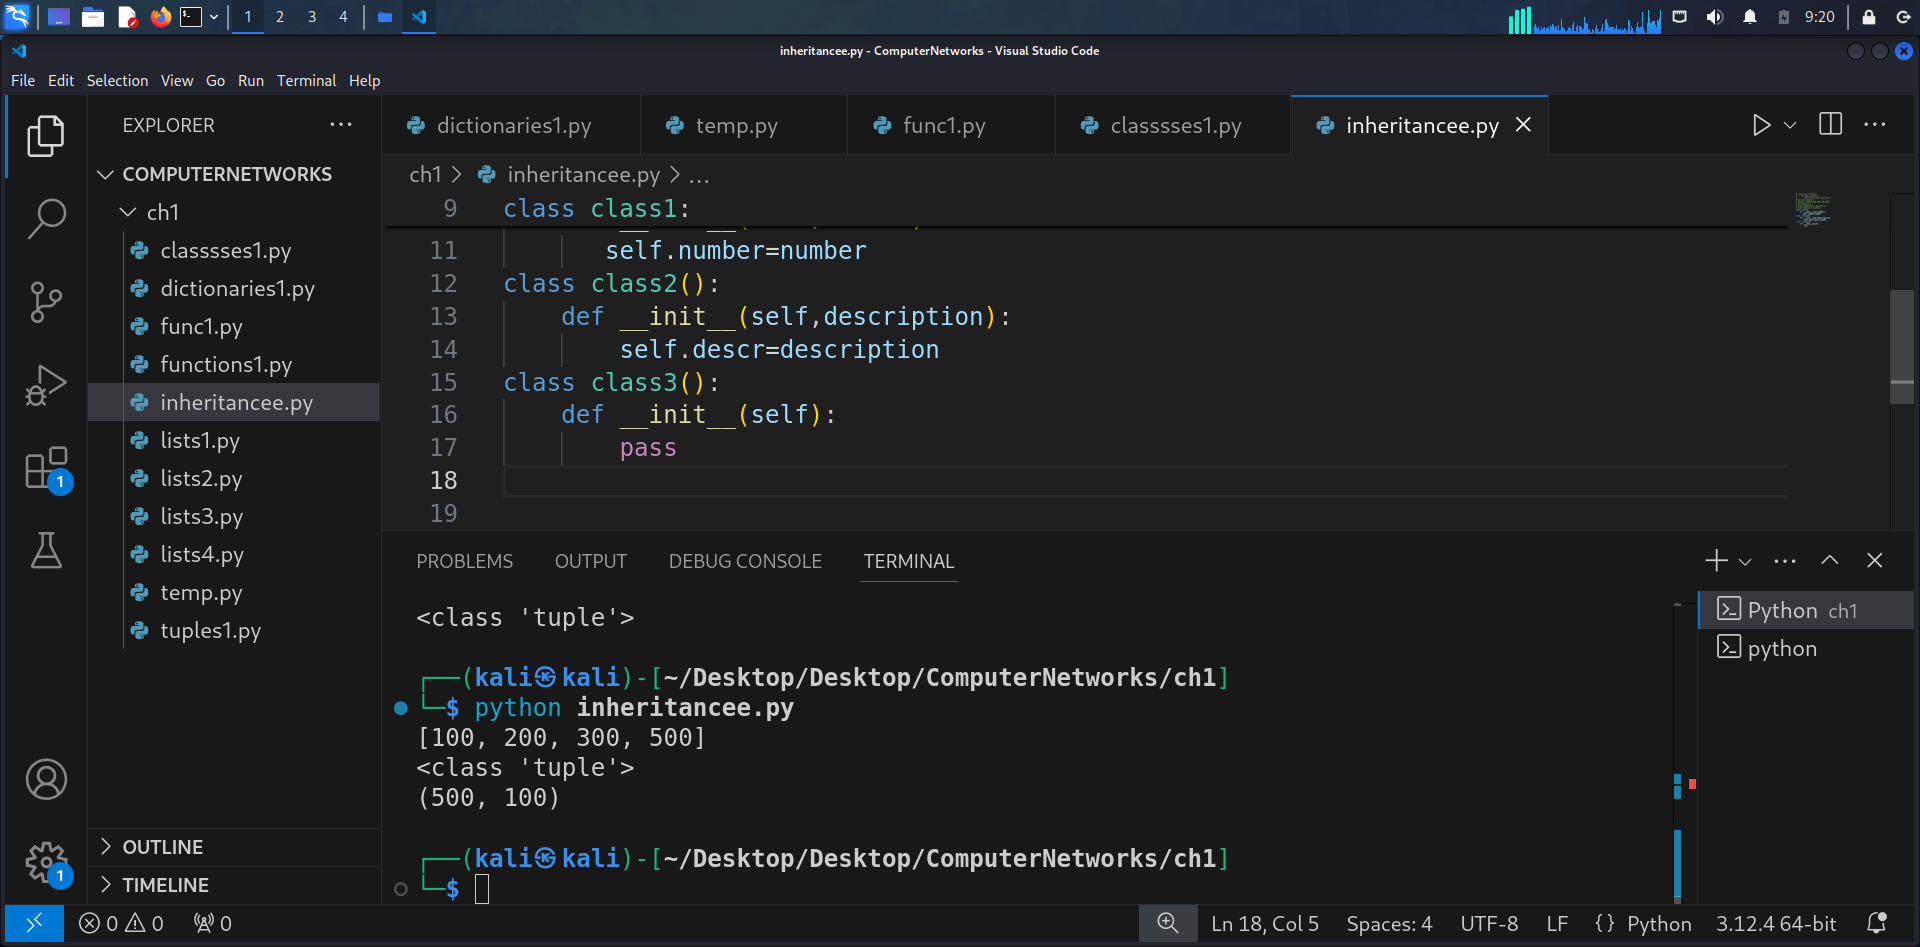 1 2 3 4 9:20
inheritancee.py - ComputerNetworks - Visual Studio Code
File Edit Selection View Go Run Terminal Help
EXPLORER
dictionaries1.py temp.py func1.py classsses1.py inheritancee.py
COMPUTERNETWORKS
ch1
classsses1.py
dictionaries1.py
func1.py
functions1.py
inheritancee.py
lists1.py
lists2.py
lists3.py
lists4.py
temp.py
tuples1.py
OUTLINE
TIMELINE
1
1
ch1 > inheritancee.py > ...
9 class class1:
11 self.number=number
12 class class2():
13 def __init__(self,description):
14 self.descr=description
15 class class3():
16 def __init__(self):
17 pass
18
19
PROBLEMS OUTPUT DEBUG CONSOLE TERMINAL
<class 'tuple'>
┌──(kali㉿kali)-[~/Desktop/Desktop/ComputerNetworks/ch1]
└─$ python inheritancee.py
[100, 200, 300, 500]
<class 'tuple'>
(500, 100)
┌──(kali㉿kali)-[~/Desktop/Desktop/ComputerNetworks/ch1]
└─$
Python ch1
python
0 0 0 Ln 18, Col 5 Spaces: 4 UTF-8 LF {} Python 3.12.4 64-bit